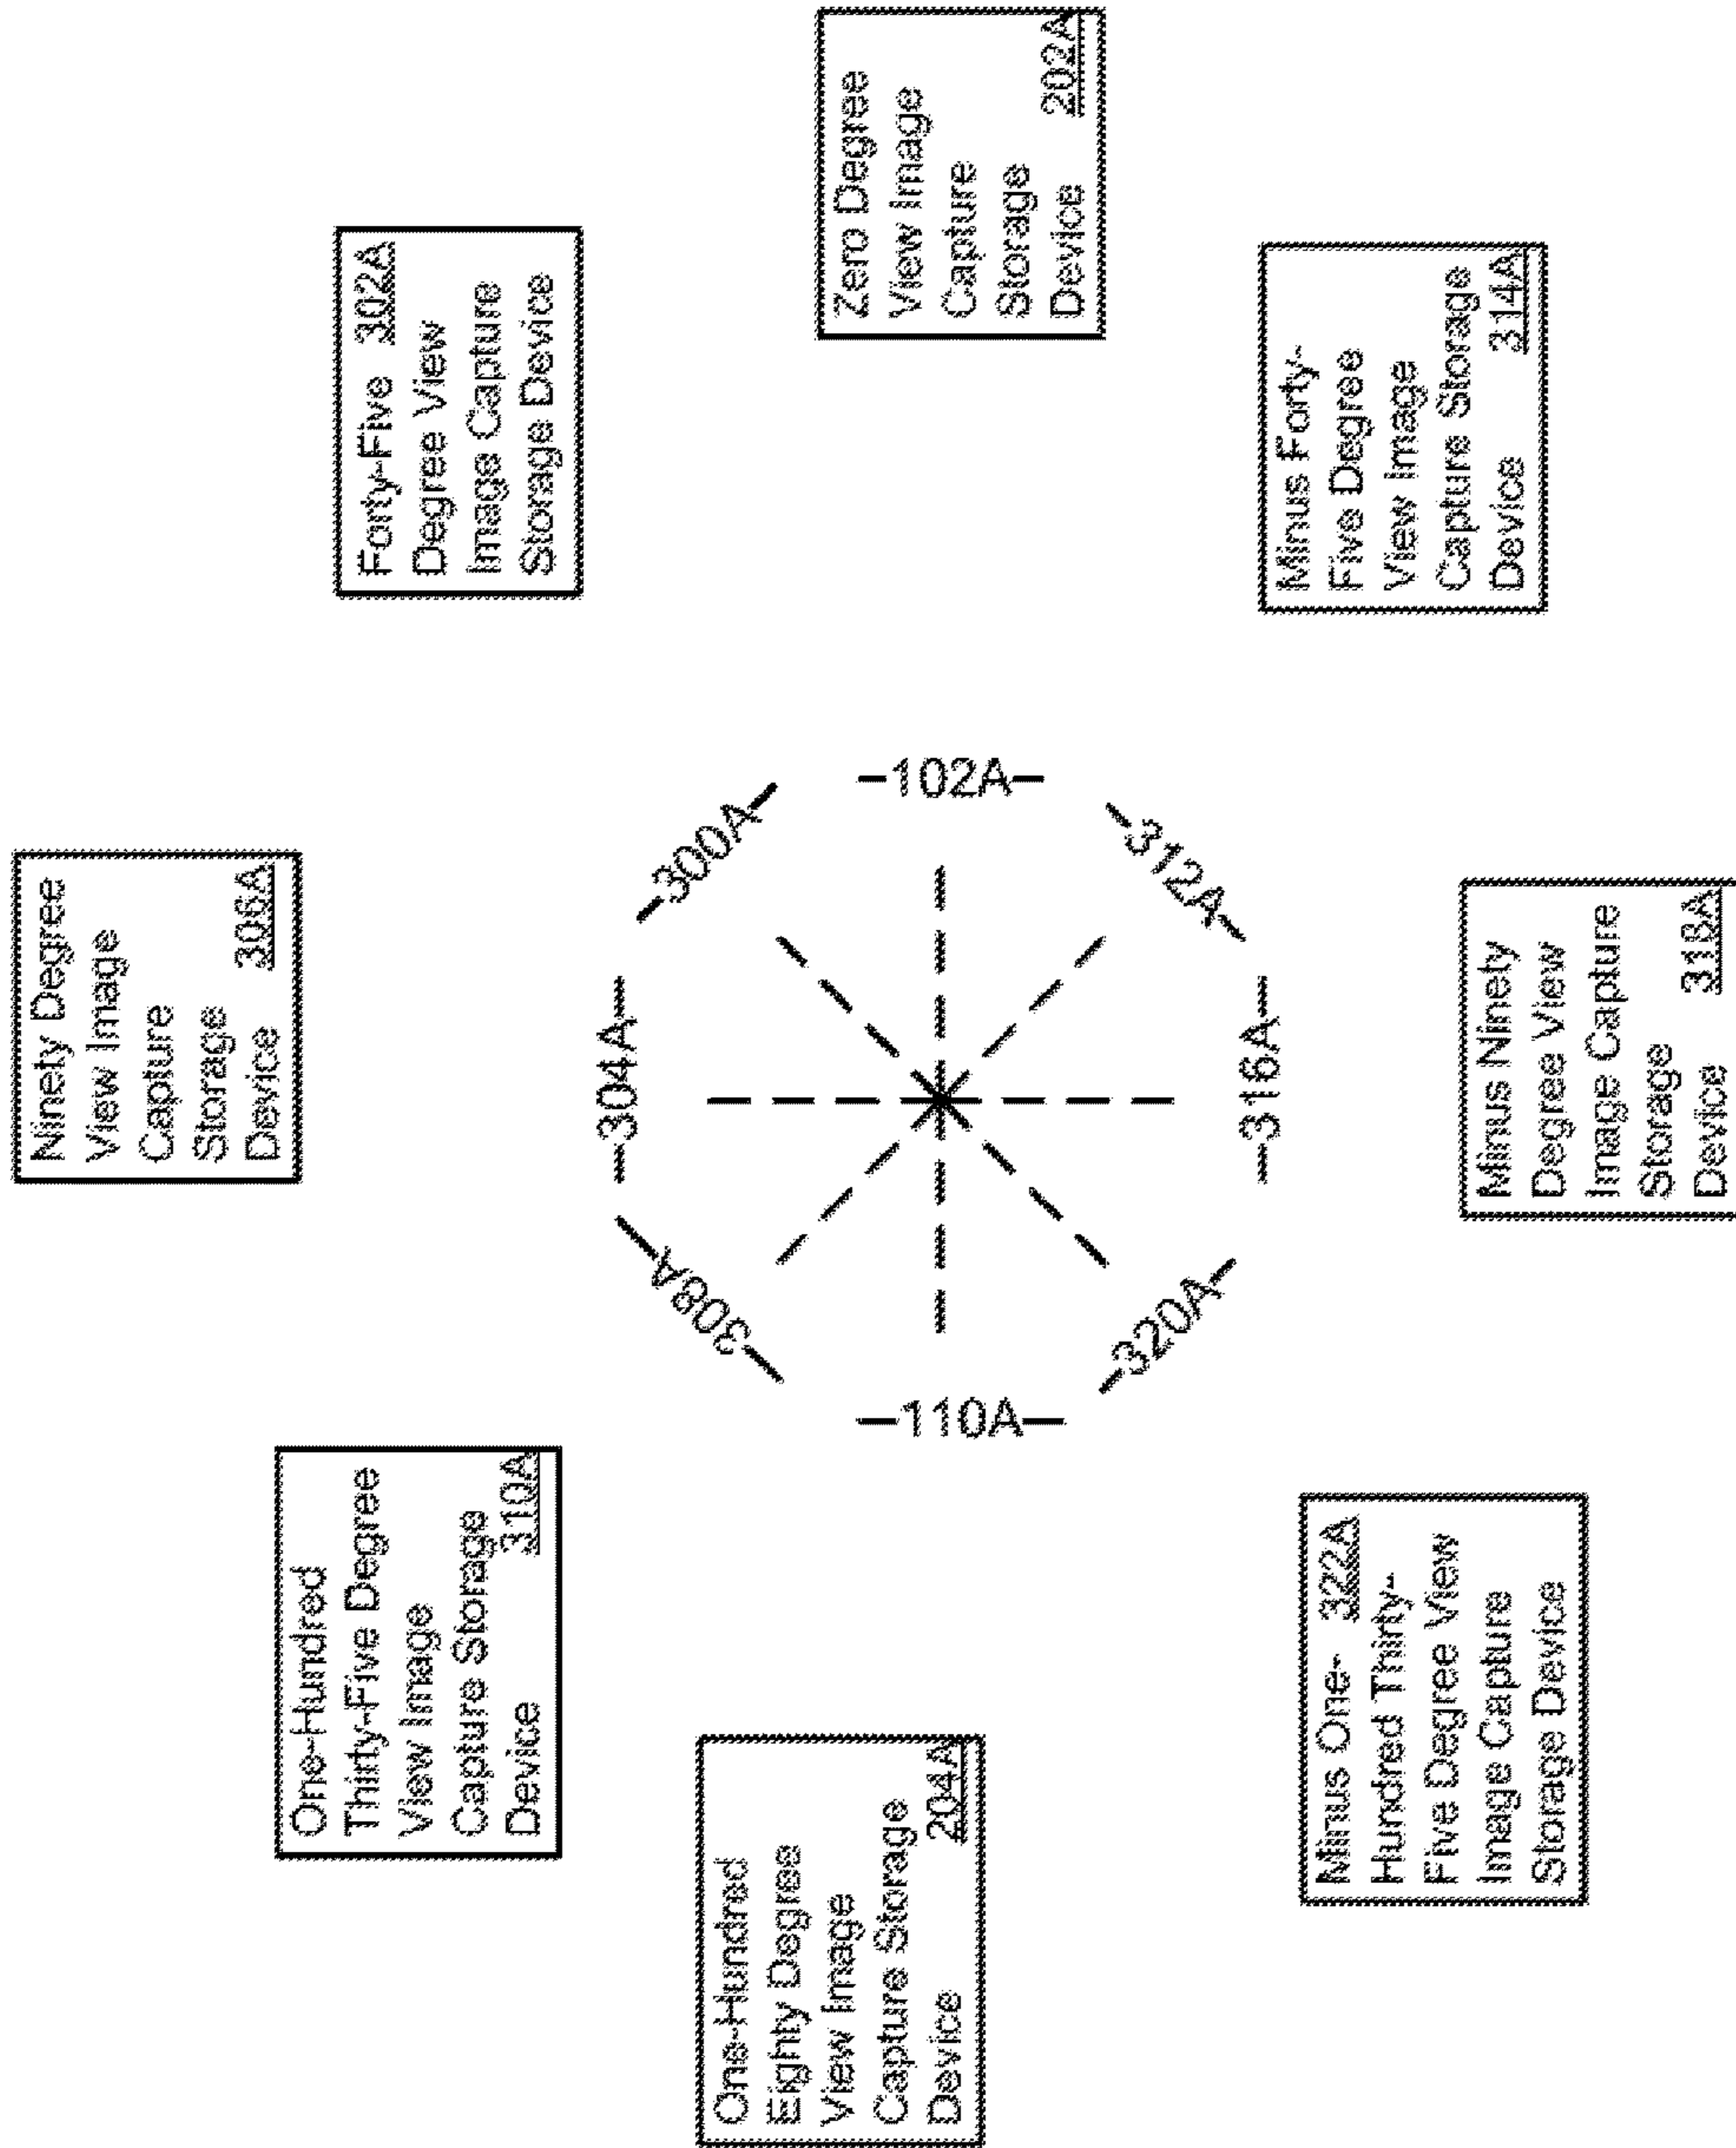 Ninety Degree
View Image
Capture
Storage
Device 306A
One-Hundred
Thirty-Five Degree
View Image
Capture Storage
Device 310A
Forty-Five 302A
Degree View
Image Capture
Storage Device
304A
308A
300A
One-Hundred
Eighty Degree
View Image
Capture Storage
Device 204A
110A
102A
Zero Degree
View Image
Capture
Storage
Device 202A
320A
312A
316A
Minus One- 322A
Hundred Thirty-
Five Degree View
Image Capture
Storage Device
Minus Forty-
Five Degree
View Image
Capture Storage
Device 314A
Minus Ninety
Degree View
Image Capture
Storage
Device 318A